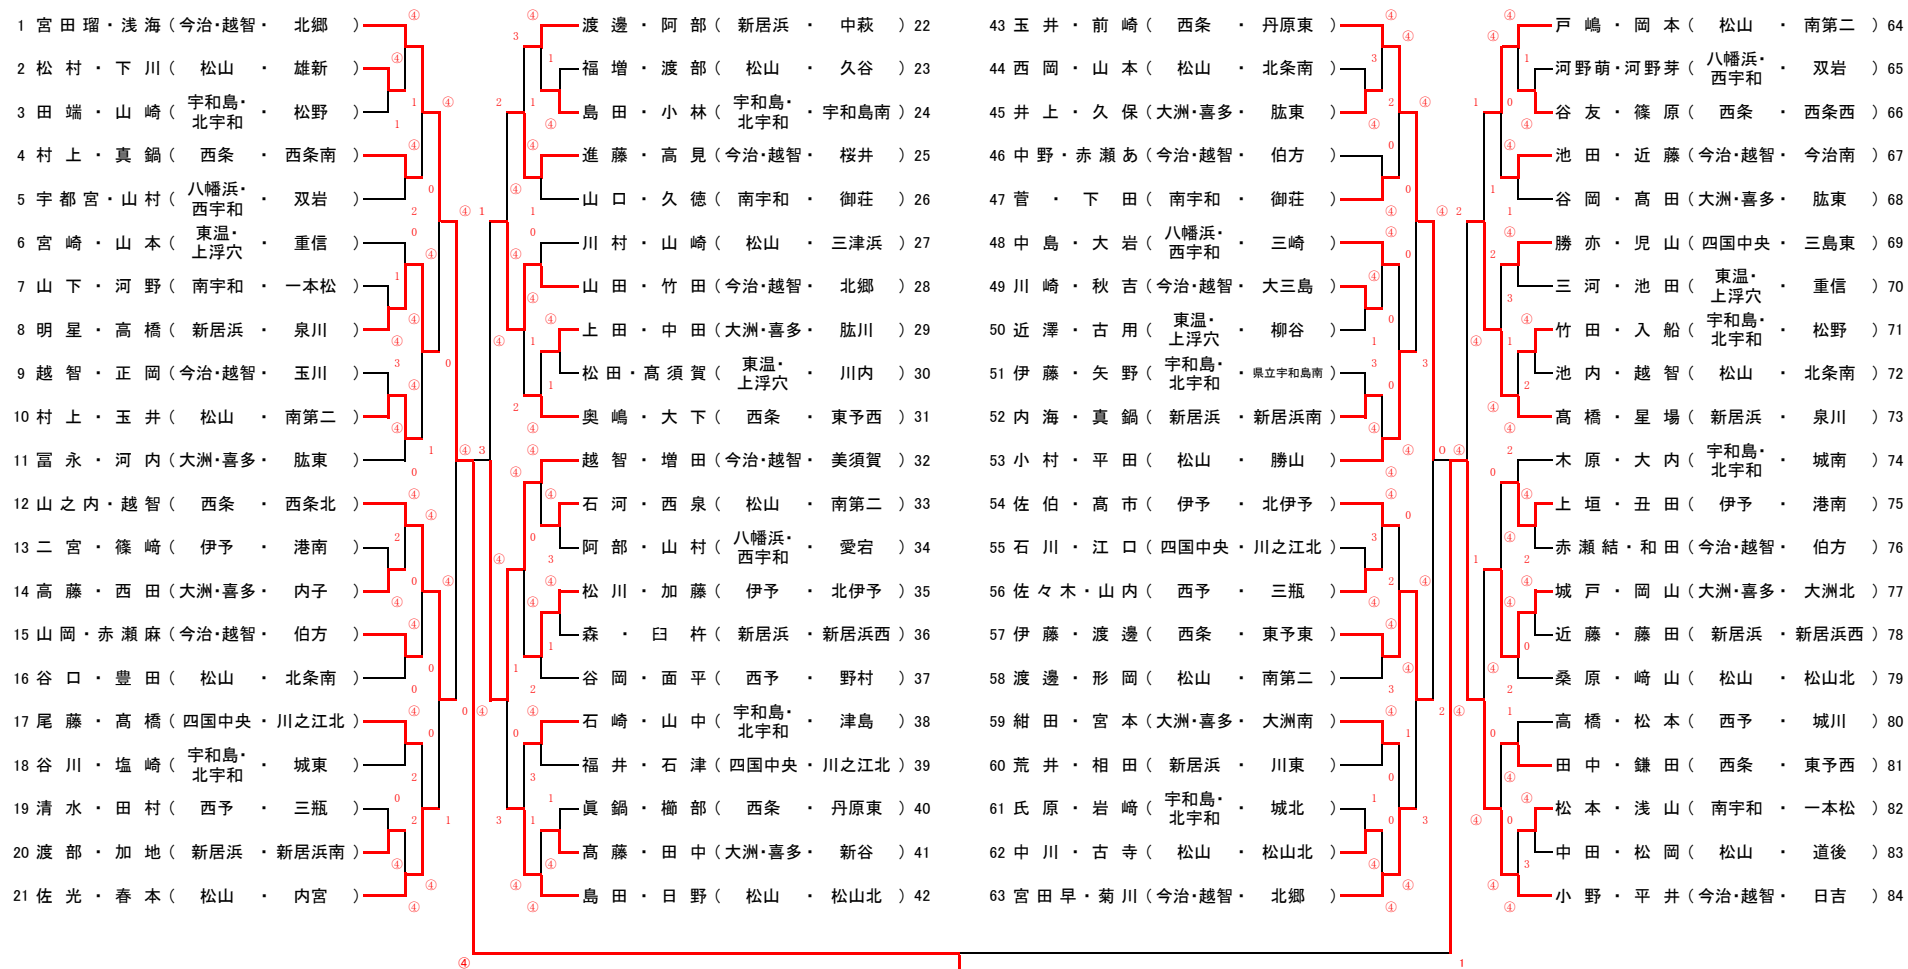 1 宮田瑠・浅海（今治・越智・北郷）
2 松村・下川（松山・雄新）
3 田端・山崎（宇和島・北宇和・松野）
4 村上・真鍋（西条・西条南）
5 宇都宮・山村（八幡浜・西宇和・双岩）
6 宮崎・山本（東温・上浮穴・重信）
7 山下・河野（南宇和・一本松）
8 明星・高橋（新居浜・泉川）
9 越智・正岡（今治・越智・玉川）
10 村上・玉井（松山・南第二）
11 冨永・河内（大洲・喜多・肱東）
12 山之内・越智（西条・西条北）
13 二宮・篠﨑（伊予・港南）
14 高藤・西田（大洲・喜多・内子）
15 山岡・赤瀬麻（今治・越智・伯方）
16 谷口・豊田（松山・北条南）
17 尾藤・髙橋（四国中央・川之江北）
18 谷川・塩崎（宇和島・北宇和・城東）
19 清水・田村（西予・三瓶）
20 渡部・加地（新居浜・新居浜南）
21 佐光・春本（松山・内宮）
渡邊・阿部（新居浜・中萩）22
福増・渡部（松山・久谷）23
島田・小林（宇和島・北宇和・宇和島南）24
進藤・高見（今治・越智・桜井）25
山口・久徳（南宇和・御荘）26
川村・山崎（松山・三津浜）27
山田・竹田（今治・越智・北郷）28
上田・中田（大洲・喜多・肱川）29
松田・髙須賀（東温・上浮穴・川内）30
奥嶋・大下（西条・東予西）31
越智・増田（今治・越智・美須賀）32
石河・西泉（松山・南第二）33
阿部・山村（八幡浜・西宇和・愛宕）34
松川・加藤（伊予・北伊予）35
森・臼杵（新居浜・新居浜西）36
谷岡・面平（西予・野村）37
石崎・山中（宇和島・北宇和・津島）38
福井・石津（四国中央・川之江北）39
眞鍋・櫛部（西条・丹原東）40
髙藤・田中（大洲・喜多・新谷）41
島田・日野（松山・松山北）42
43 玉井・前崎（西条・丹原東）
44 西岡・山本（松山・北条南）
45 井上・久保（大洲・喜多・肱東）
46 中野・赤瀬あ（今治・越智・伯方）
47 菅・下田（南宇和・御荘）
48 中島・大岩（八幡浜・西宇和・三崎）
49 川崎・秋吉（今治・越智・大三島）
50 近澤・古用（東温・上浮穴・柳谷）
51 伊藤・矢野（宇和島・北宇和・県立宇和島南）
52 内海・真鍋（新居浜・新居浜南）
53 小村・平田（松山・勝山）
54 佐伯・髙市（伊予・北伊予）
55 石川・江口（四国中央・川之江北）
56 佐々木・山内（西予・三瓶）
57 伊藤・渡邊（西条・東予東）
58 渡邊・形岡（松山・南第二）
59 紺田・宮本（大洲・喜多・大洲南）
60 荒井・相田（新居浜・川東）
61 氏原・岩﨑（宇和島・北宇和・城北）
62 中川・古寺（松山・松山北）
63 宮田早・菊川（今治・越智・北郷）
戸嶋・岡本（松山・南第二）64
河野萌・河野芽（八幡浜・西宇和・双岩）65
谷友・篠原（西条・西条西）66
池田・近藤（今治・越智・今治南）67
谷岡・髙田（大洲・喜多・肱東）68
勝亦・児山（四国中央・三島東）69
三河・池田（東温・上浮穴・重信）70
竹田・入船（宇和島・北宇和・松野）71
池内・越智（松山・北条南）72
髙橋・星場（新居浜・泉川）73
木原・大内（宇和島・北宇和・城南）74
上垣・丑田（伊予・港南）75
赤瀬結・和田（今治・越智・伯方）76
城戸・岡山（大洲・喜多・大洲北）77
近藤・藤田（新居浜・新居浜西）78
桑原・﨑山（松山・松山北）79
高橋・松本（西予・城川）80
田中・鎌田（西条・東予西）81
松本・浅山（南宇和・一本松）82
中田・松岡（松山・道後）83
小野・平井（今治・越智・日吉）84
④ 1